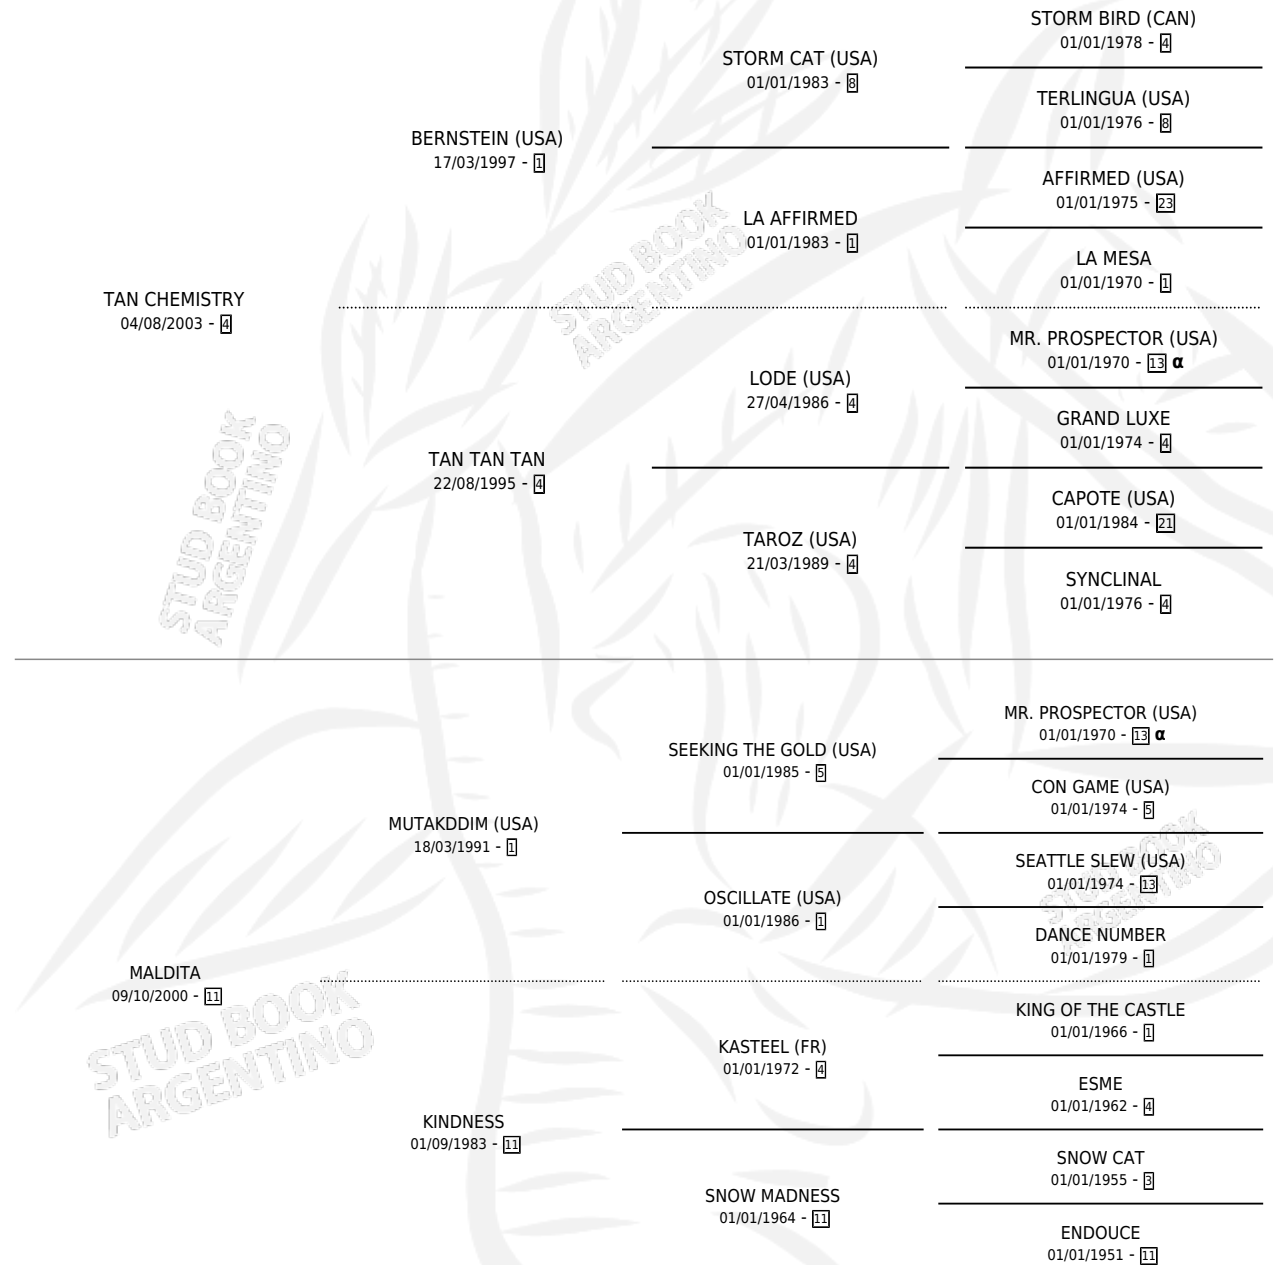 STORM BIRD (CAN)
01/01/1978 - 4
STORM CAT (USA)
01/01/1983 - 8
TERLINGUA (USA)
01/01/1976 - 8
BERNSTEIN (USA)
17/03/1997 - 1
AFFIRMED (USA)
01/01/1975 - 23
LA AFFIRMED
01/01/1983 - 1
LA MESA
01/01/1970 - 1
TAN CHEMISTRY
04/08/2003 - 4
MR. PROSPECTOR (USA)
01/01/1970 - 13 α
LODE (USA)
27/04/1986 - 4
GRAND LUXE
01/01/1974 - 4
TAN TAN TAN
22/08/1995 - 4
CAPOTE (USA)
01/01/1984 - 21
TAROZ (USA)
21/03/1989 - 4
SYNCLINAL
01/01/1976 - 4
MR. PROSPECTOR (USA)
01/01/1970 - 13 α
SEEKING THE GOLD (USA)
01/01/1985 - 5
CON GAME (USA)
01/01/1974 - 5
MUTAKDDIM (USA)
18/03/1991 - 1
SEATTLE SLEW (USA)
01/01/1974 - 13
OSCILLATE (USA)
01/01/1986 - 1
DANCE NUMBER
01/01/1979 - 1
MALDITA
09/10/2000 - 11
KING OF THE CASTLE
01/01/1966 - 1
KASTEEL (FR)
01/01/1972 - 4
ESME
01/01/1962 - 4
KINDNESS
01/09/1983 - 11
SNOW CAT
01/01/1955 - 3
SNOW MADNESS
01/01/1964 - 11
ENDOUCE
01/01/1951 - 11
STUD BOOK
ARGENTINO
STUD BOOK
ARGENTINO
STUD BOOK
ARGENTINO
STUD BOOK
ARGENTINO